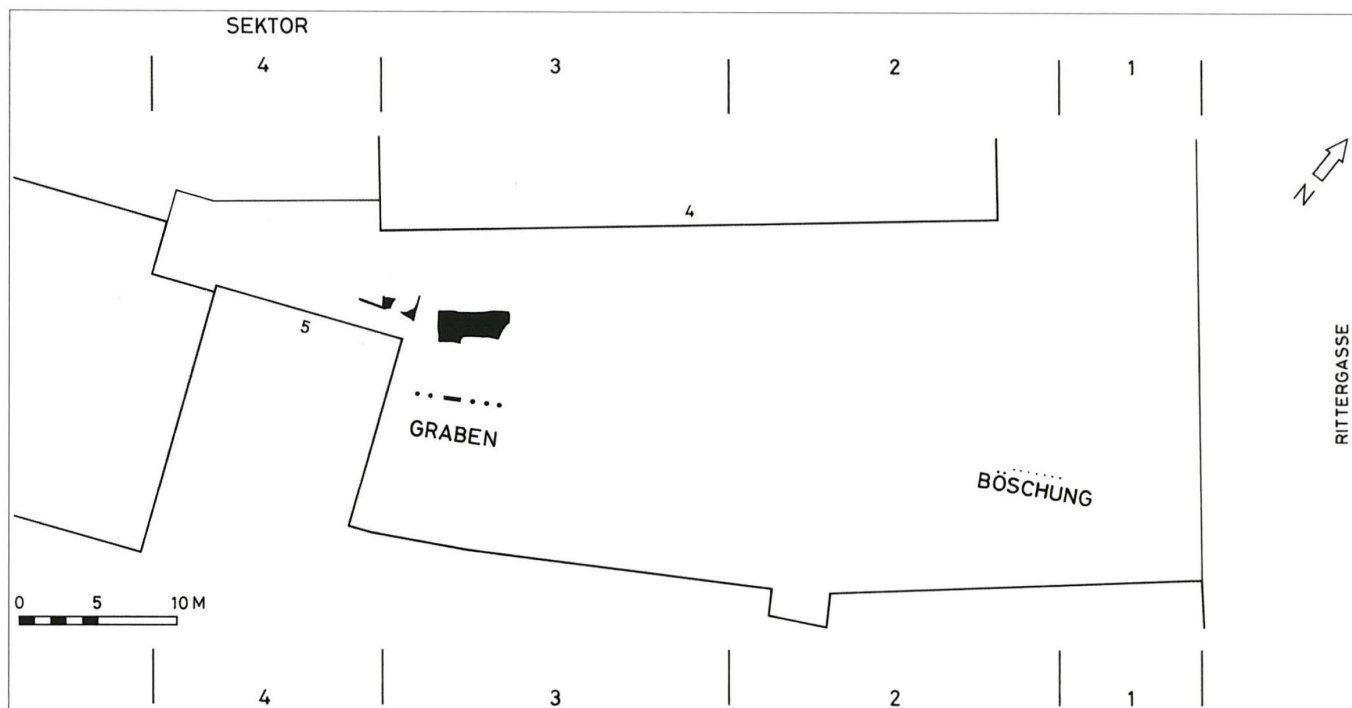 SEKTOR
4 3 2 1
N
4
5
RITTERGASSE
GRABEN
BÖSCHUNG
0 5 10 M
4 3 2 1